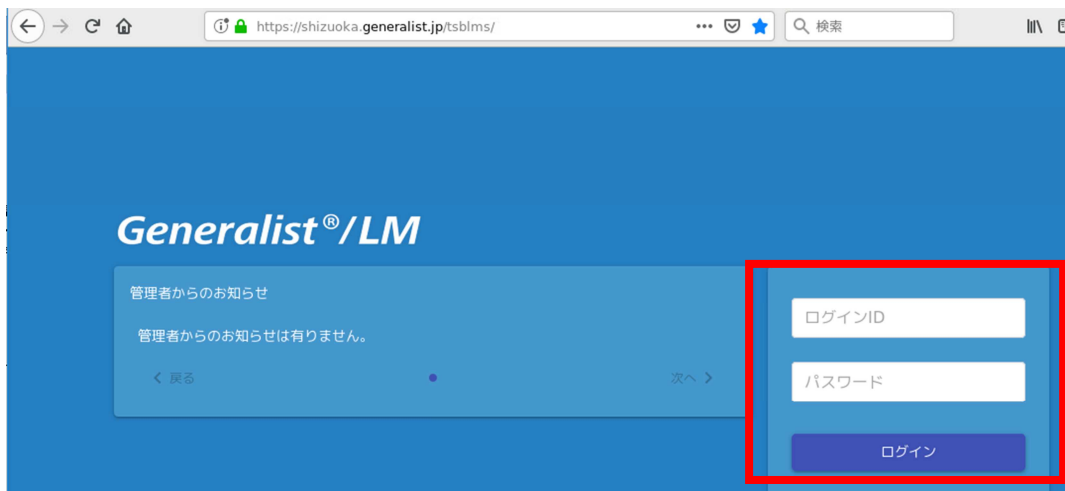 https://shizuoka.generalist.jp/tsblms/
検索
Generalist®/LM
管理者からのお知らせ
管理者からのお知らせは有りません。
戻る
次へ
ログインID
パスワード
ログイン